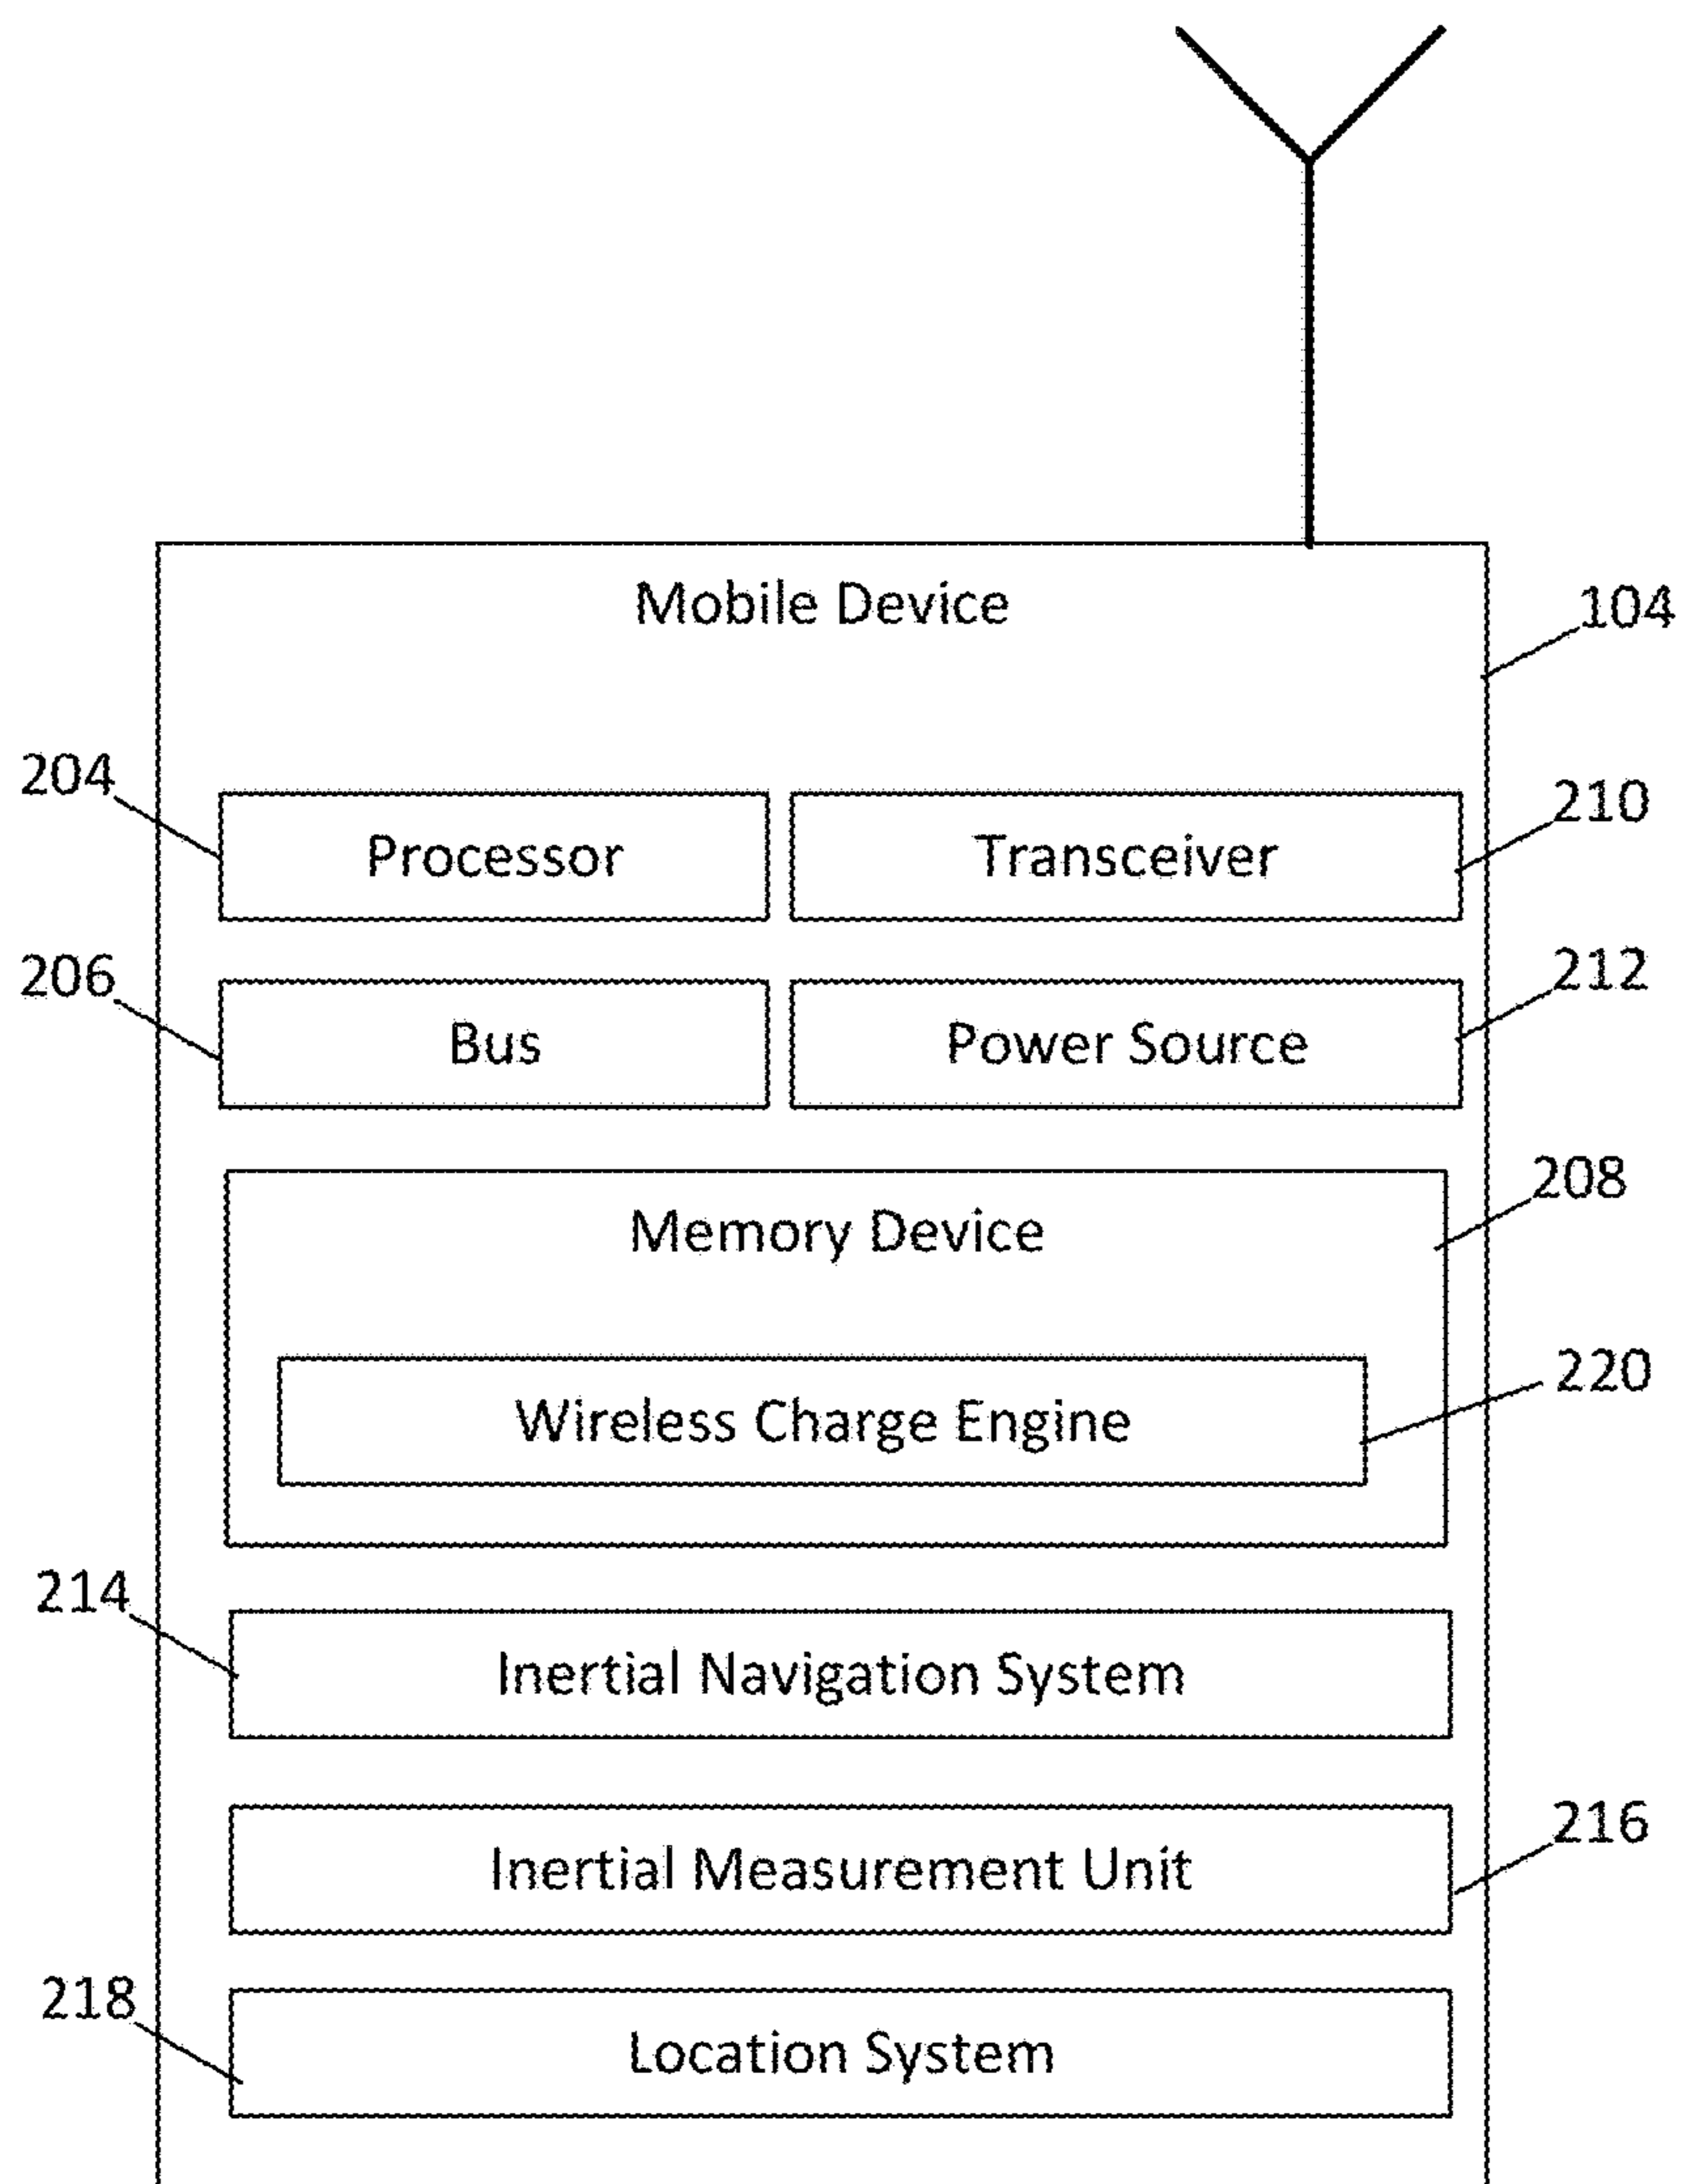 Mobile Device
104
204
Processor
Transceiver
210
206
Bus
Power Source
212
208
Memory Device
220
Wireless Charge Engine
214
Inertial Navigation System
216
Inertial Measurement Unit
218
Location System